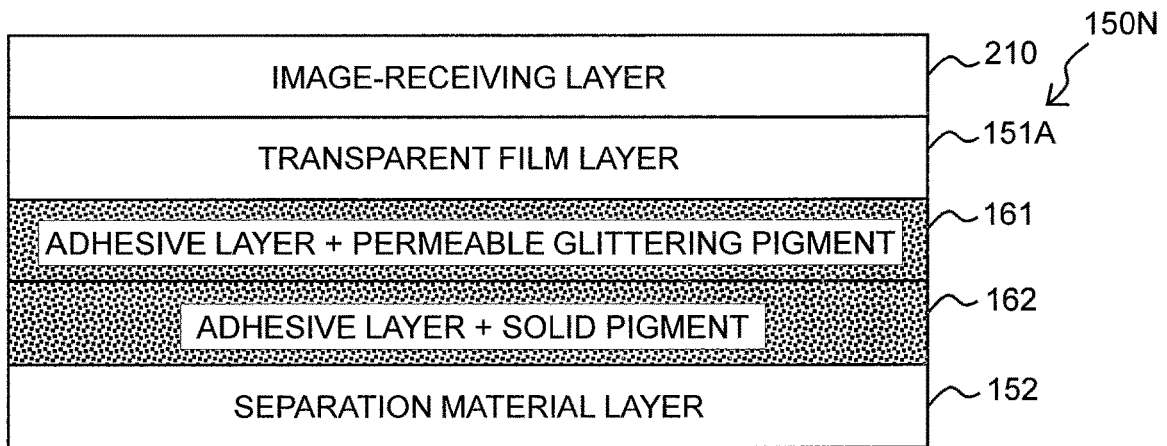 150N
IMAGE-RECEIVING LAYER 210
TRANSPARENT FILM LAYER 151A
ADHESIVE LAYER + PERMEABLE GLITTERING PIGMENT 161
ADHESIVE LAYER + SOLID PIGMENT 162
SEPARATION MATERIAL LAYER 152